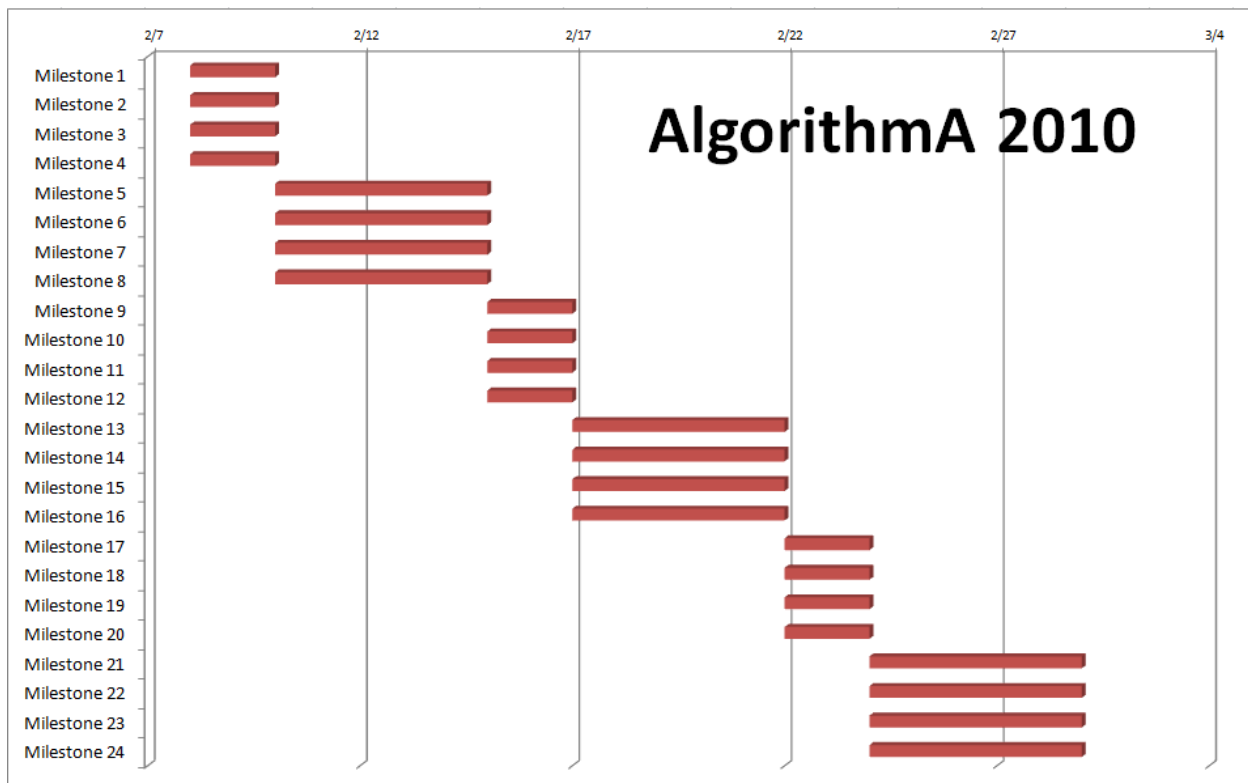 2/7 2/12 2/17 2/22 2/27 3/4
AlgorithmA 2010
Milestone 1
Milestone 2
Milestone 3
Milestone 4
Milestone 5
Milestone 6
Milestone 7
Milestone 8
Milestone 9
Milestone 10
Milestone 11
Milestone 12
Milestone 13
Milestone 14
Milestone 15
Milestone 16
Milestone 17
Milestone 18
Milestone 19
Milestone 20
Milestone 21
Milestone 22
Milestone 23
Milestone 24